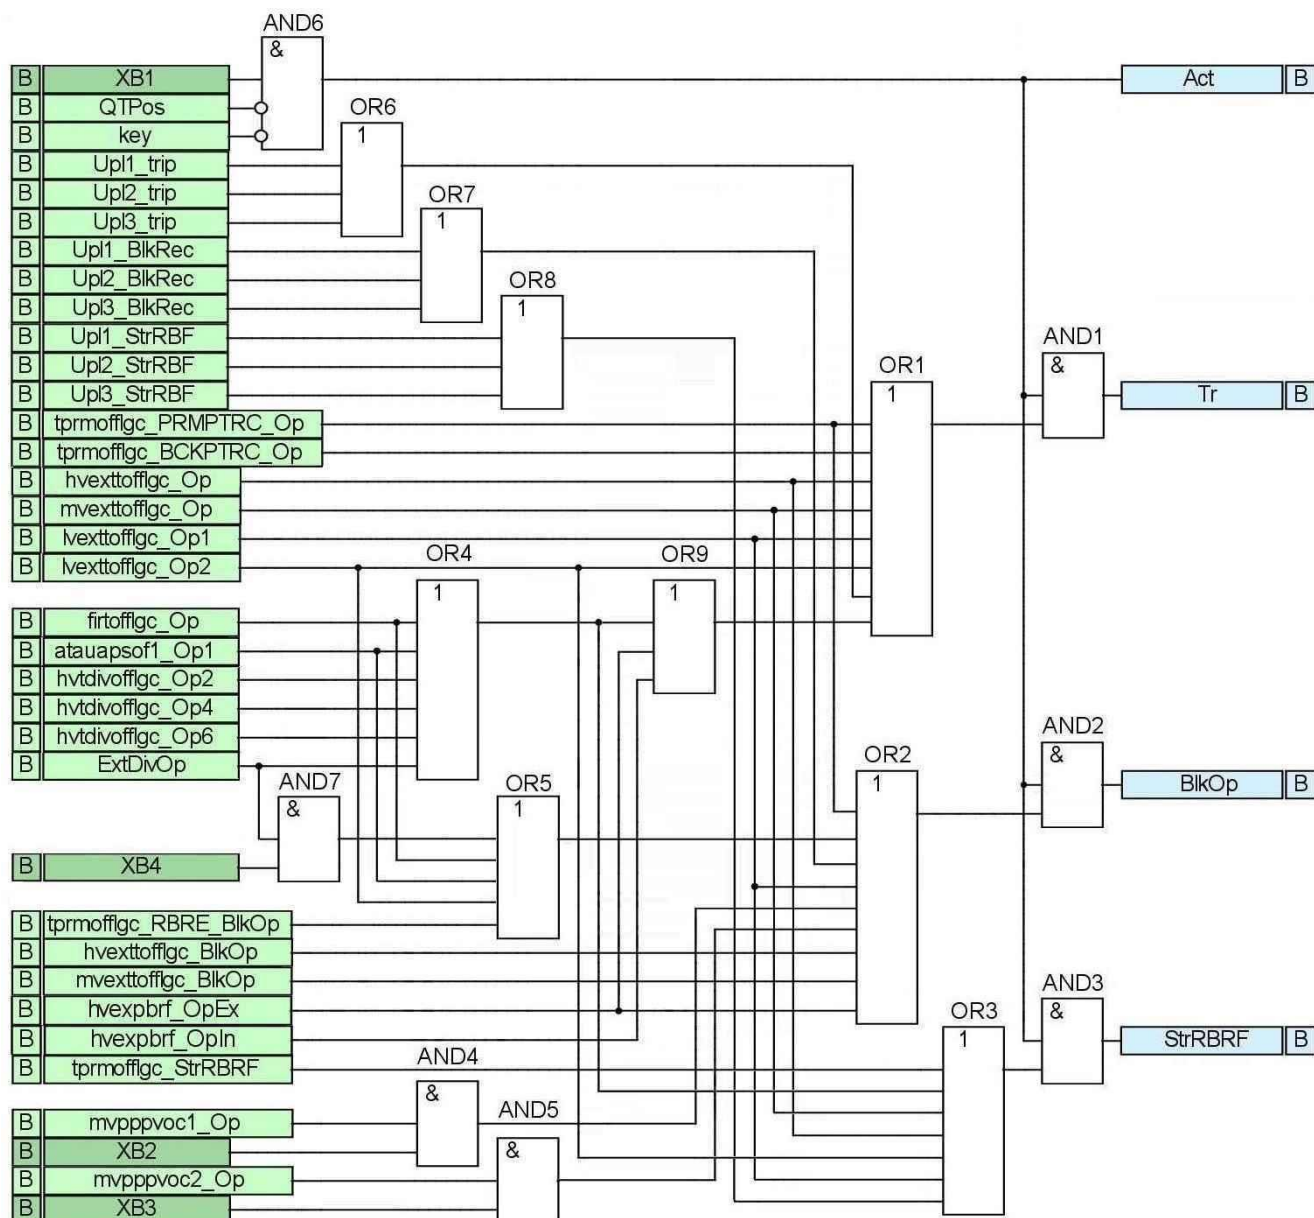 AND6
&
B XB1 Act B
B QTPos
OR6
B key
1
B Upl1_trip
B Upl2_trip
OR7
B Upl3_trip
1
B Upl1_BlkRec
B Upl2_BlkRec
OR8
B Upl3_BlkRec
1
B Upl1_StrRBF
AND1
B Upl2_StrRBF
OR1
&
B Upl3_StrRBF
1
Tr B
B tprmofflgc_PRMPTRC_Op
B tprmofflgc_BCKPTRC_Op
B hvexttofflgc_Op
B mvexttofflgc_Op
B lvexttofflgc_Op1
OR4 OR9
B lvexttofflgc_Op2
1 1
B firtofflgc_Op
B atauapsof1_Op1
B hvtdivofflgc_Op2
B hvtdivofflgc_Op4
AND2
B hvtdivofflgc_Op6
OR2
&
B ExtDivOp
AND7 OR5
1
BlkOp B
& 1
B XB4
B tprmofflgc_RBRE_BlkOp
B hvexttofflgc_BlkOp
B mvexttofflgc_BlkOp
AND3
B hvexpbrf_OpEx
OR3
&
B hvexpbrf_OpIn
1
StrRBRF B
AND4
B tprmofflgc_StrRBRF
&
AND5
B mvpppvoc1_Op
B XB2
&
B mvpppvoc2_Op
B XB3